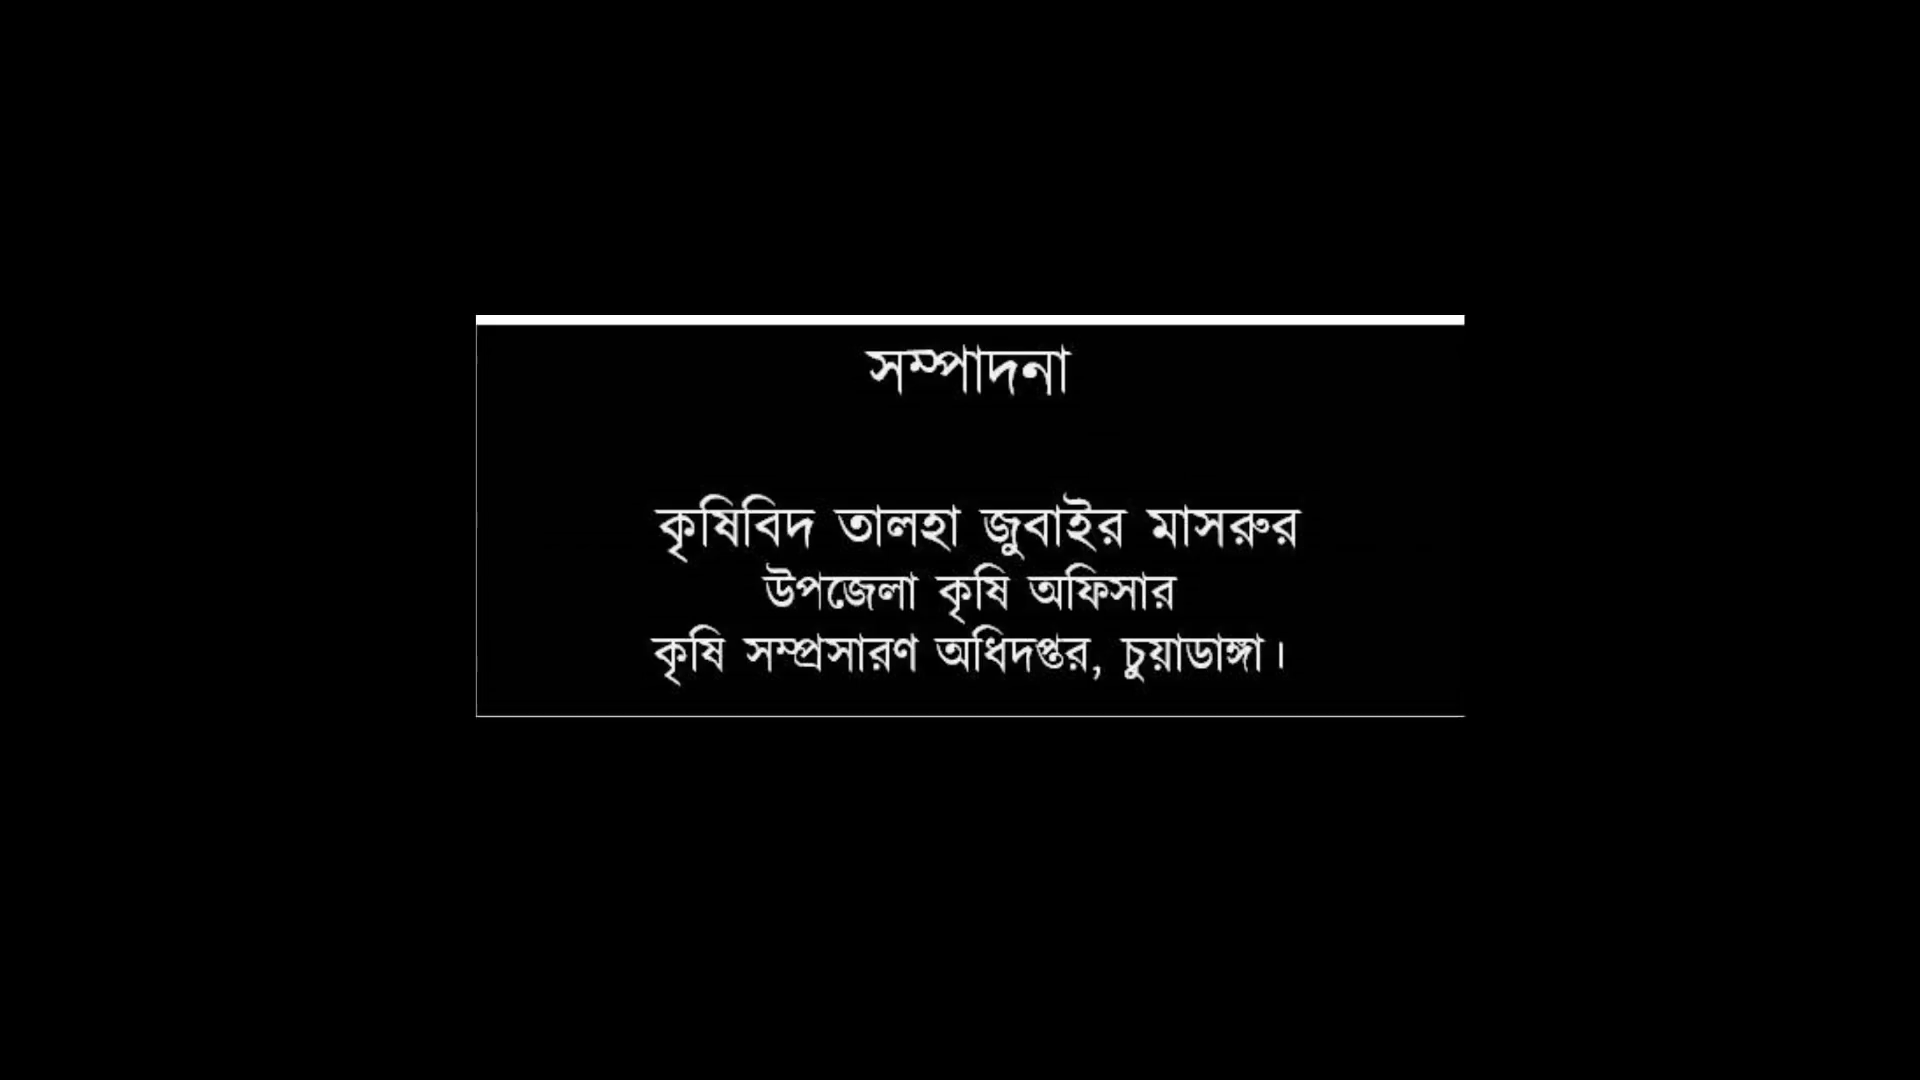 সম্পাদনা
কৃষিবিদ তালহা জুবাইর মাসরুর
উপজেলা কৃষি অফিসার
কৃষি সম্প্রসারণ অধিদপ্তর, চুয়াডাঙ্গা।